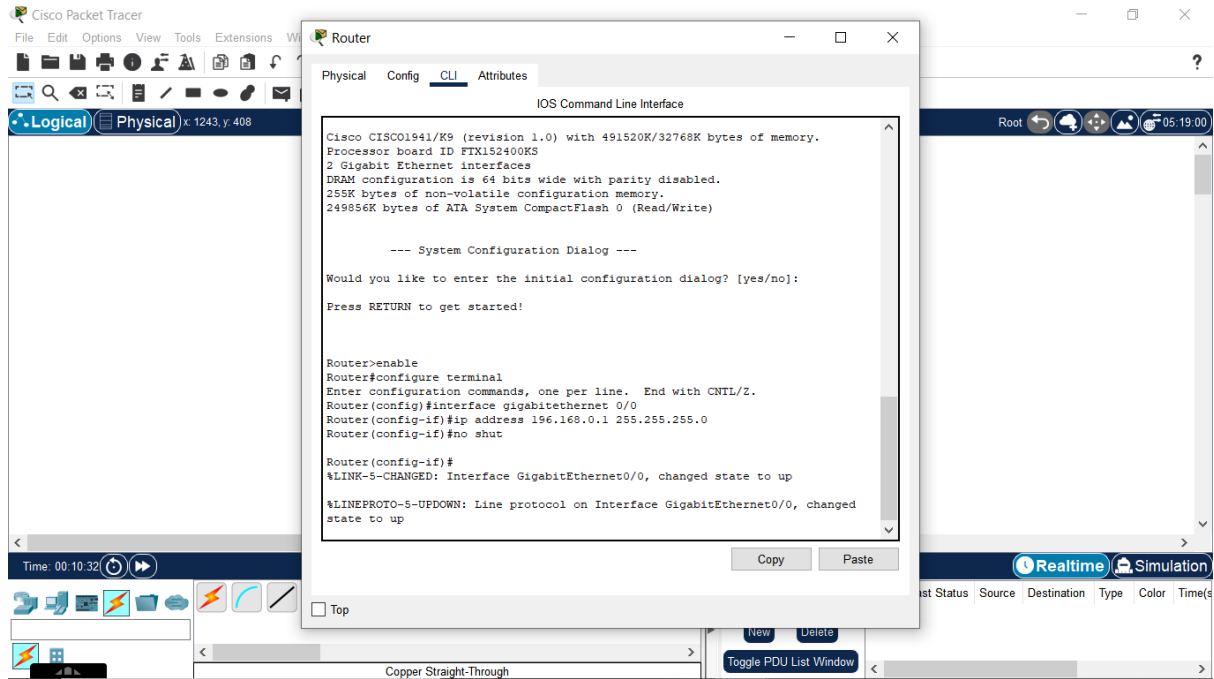 Cisco Packet Tracer
File Edit Options View Tools Extensions Wi
Router
?
Physical Config CLI Attributes
IOS Command Line Interface
Logical Physical x: 1243, y: 408
Root 05:19:00
Cisco CISCO1941/K9 (revision 1.0) with 491520K/32768K bytes of memory.
Processor board ID FTX152400KS
2 Gigabit Ethernet interfaces
DRAM configuration is 64 bits wide with parity disabled.
255K bytes of non-volatile configuration memory.
249856K bytes of ATA System CompactFlash 0 (Read/Write)
--- System Configuration Dialog ---
Would you like to enter the initial configuration dialog? [yes/no]:
Press RETURN to get started!
Router>enable
Router#configure terminal
Enter configuration commands, one per line. End with CNTL/Z.
Router(config)#interface gigabitethernet 0/0
Router(config-if)#ip address 196.168.0.1 255.255.255.0
Router(config-if)#no shut
Router(config-if)#
%LINK-5-CHANGED: Interface GigabitEthernet0/0, changed state to up
%LINEPROTO-5-UPDOWN: Line protocol on Interface GigabitEthernet0/0, changed
state to up
Copy Paste
Top
Time: 00:10:32
Realtime Simulation
ast Status Source Destination Type Color Time(s
New Delete
Toggle PDU List Window
Copper Straight-Through